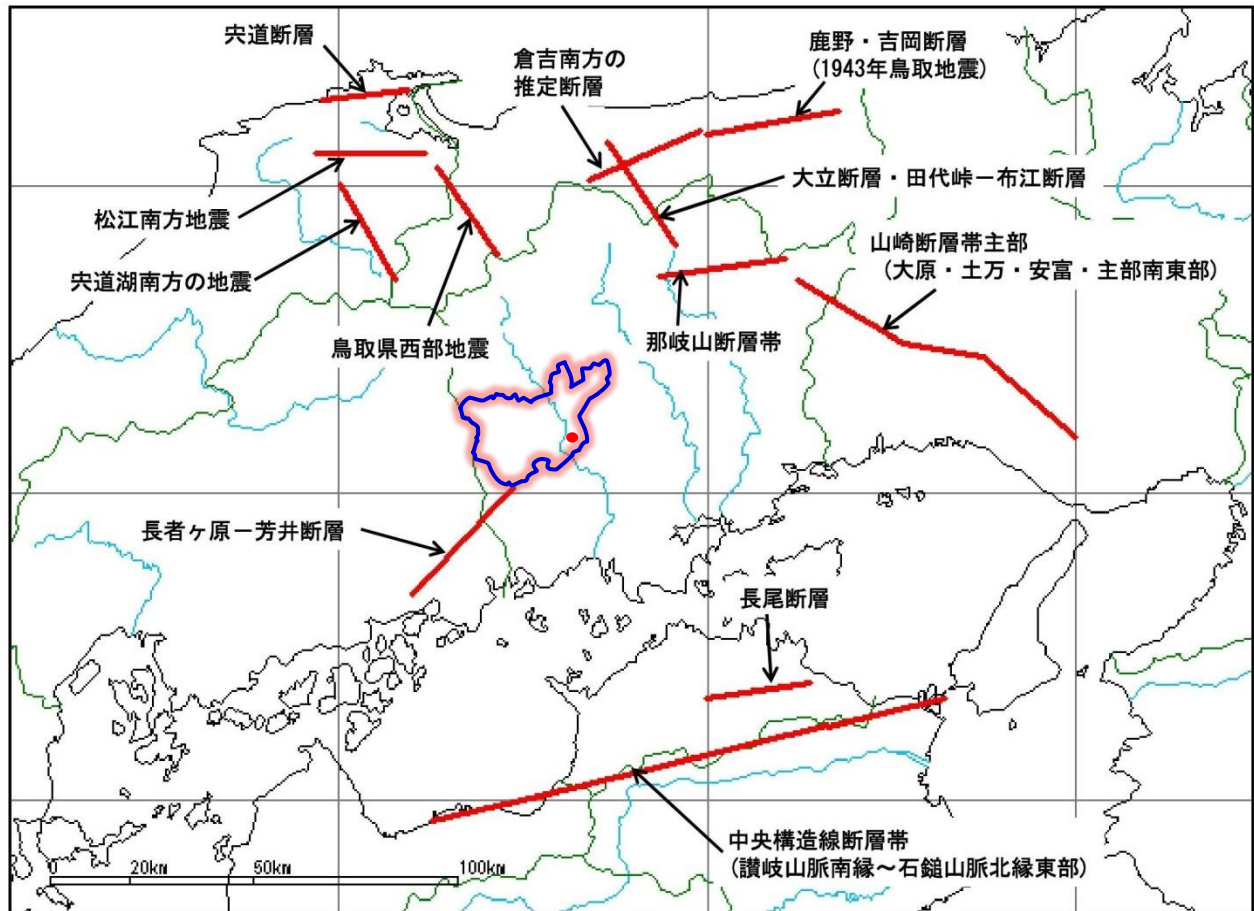 宍道断層
倉吉南方の
推定断層
鹿野・吉岡断層
(1943年鳥取地震)
大立断層・田代峠－布江断層
松江南方地震
山崎断層帯主部
(大原・土万・安富・主部南東部)
宍道湖南方の地震
鳥取県西部地震
那岐山断層帯
長者ヶ原－芳井断層
長尾断層
中央構造線断層帯
(讃岐山脈南縁～石鎚山脈北縁東部)
0 20km 50km 100km